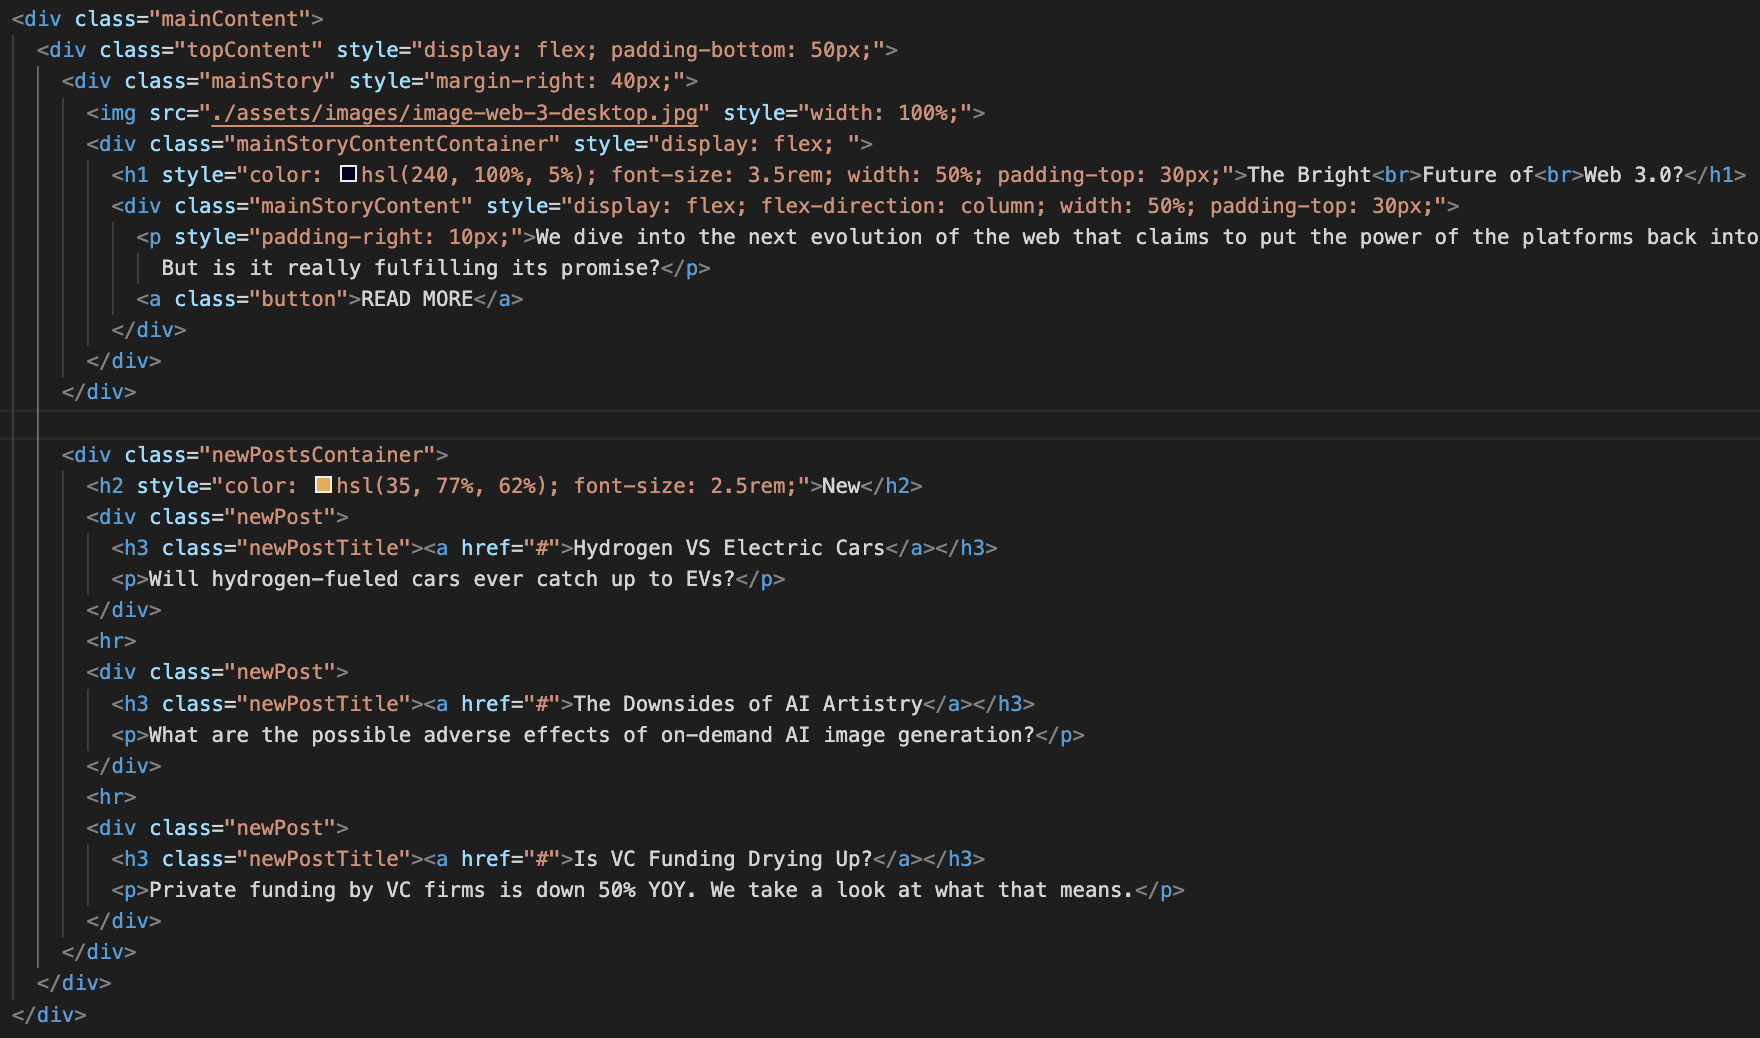 <div class="mainContent">
<div class="topContent" style="display: flex; padding-bottom: 50px;">
<div class="mainStory" style="margin-right: 40px;">
<img src="./assets/images/image-web-3-desktop.jpg" style="width: 100%;">
<div class="mainStoryContentContainer" style="display: flex; ">
<h1 style="color: hsl(240, 100%, 5%); font-size: 3.5rem; width: 50%; padding-top: 30px;">The Bright<br>Future of<br>Web 3.0?</h1>
<div class="mainStoryContent" style="display: flex; flex-direction: column; width: 50%; padding-top: 30px;">
<p style="padding-right: 10px;">We dive into the next evolution of the web that claims to put the power of the platforms back into
But is it really fulfilling its promise?</p>
<a class="button">READ MORE</a>
</div>
</div>
</div>
<div class="newPostsContainer">
<h2 style="color: hsl(35, 77%, 62%); font-size: 2.5rem;">New</h2>
<div class="newPost">
<h3 class="newPostTitle"><a href="#">Hydrogen VS Electric Cars</a></h3>
<p>Will hydrogen-fueled cars ever catch up to EVs?</p>
</div>
<hr>
<div class="newPost">
<h3 class="newPostTitle"><a href="#">The Downsides of AI Artistry</a></h3>
<p>What are the possible adverse effects of on-demand AI image generation?</p>
</div>
<hr>
<div class="newPost">
<h3 class="newPostTitle"><a href="#">Is VC Funding Drying Up?</a></h3>
<p>Private funding by VC firms is down 50% YOY. We take a look at what that means.</p>
</div>
</div>
</div>
</div>